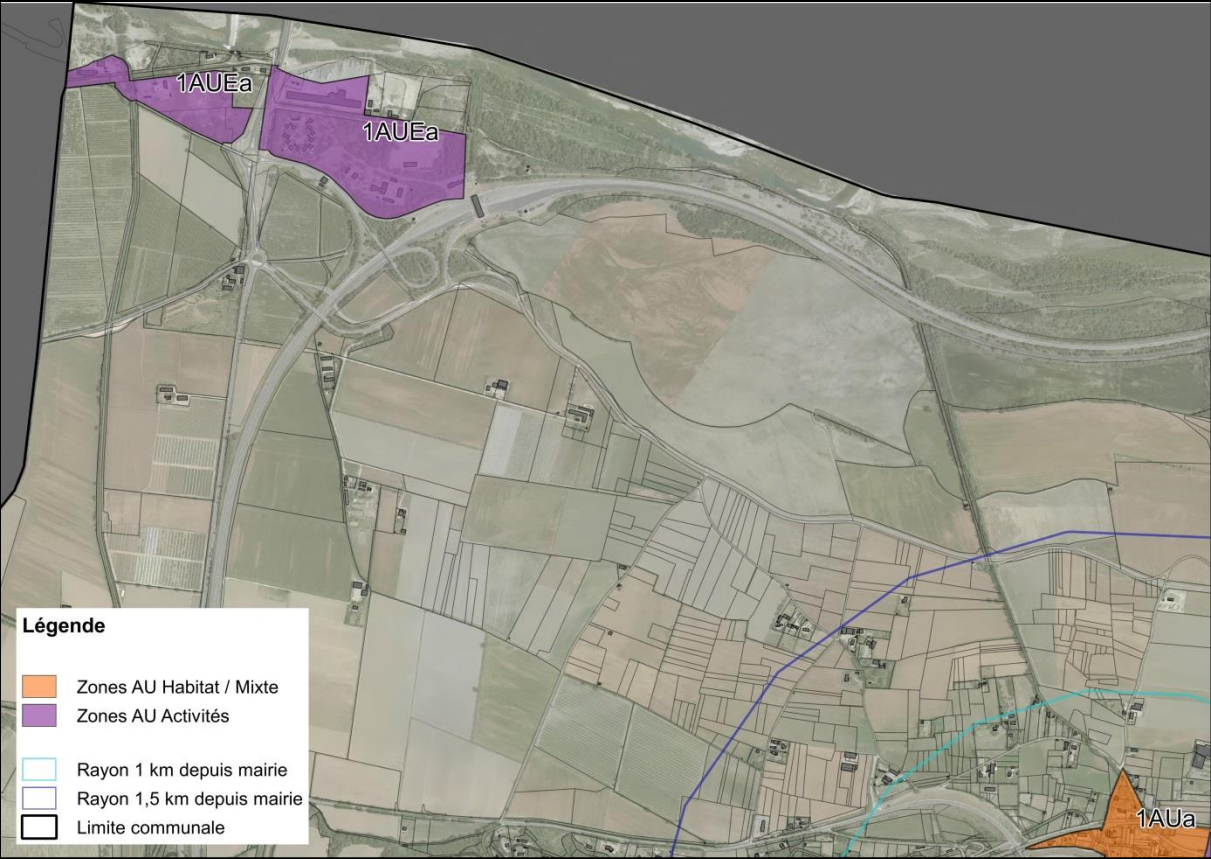 1AUEa
1AUEa
Légende
Zones AU Habitat / Mixte
Zones AU Activités
Rayon 1 km depuis mairie
Rayon 1,5 km depuis mairie
Limite communale
1AUa